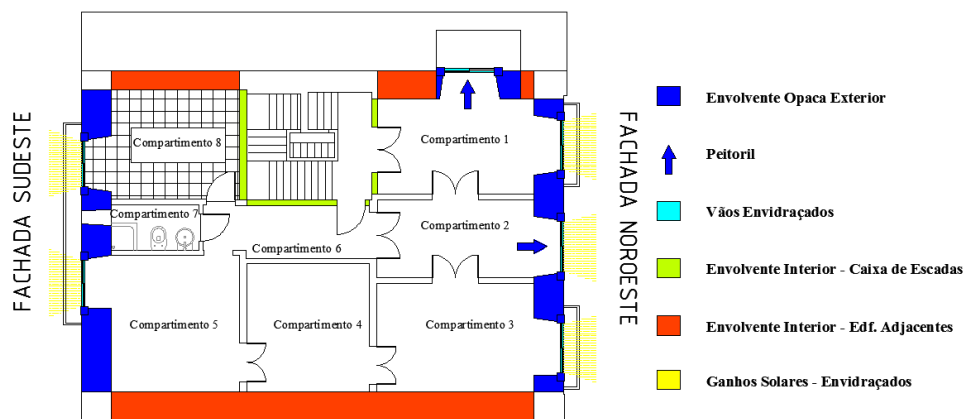 FACHADA SUDESTE
Compartimento 8
Compartimento 1
Compartimento 7
Compartimento 2
Compartimento 6
Compartimento 5
Compartimento 4
Compartimento 3
FACHADA NOROESTE
Envolvente Opaca Exterior
Peitoril
Vãos Envidraçados
Envolvente Interior - Caixa de Escadas
Envolvente Interior - Edf. Adjacentes
Ganhos Solares - Envidraçados